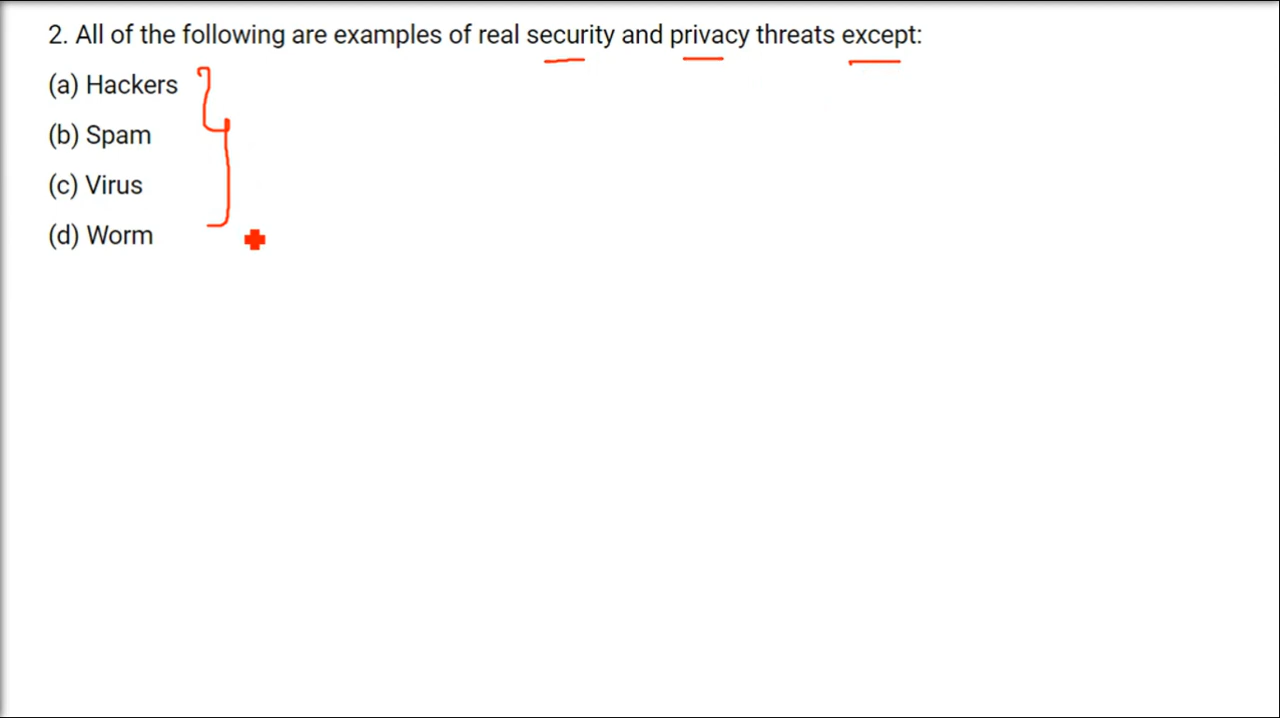 2. All of the following are examples of real security and privacy threats except:
(a) Hackers
(b) Spam
(c) Virus
(d) Worm